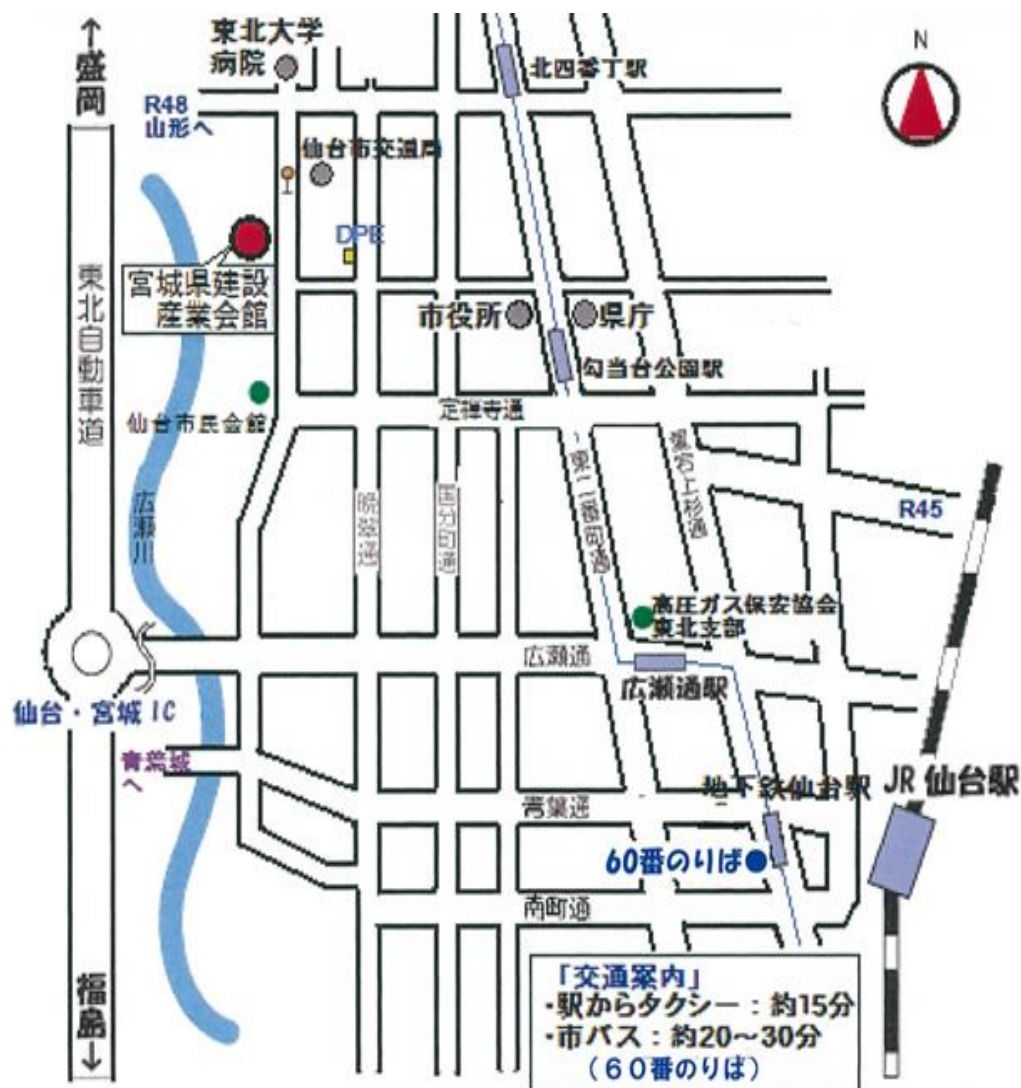 東北大学
病院
北四番丁駅
N
↑盛岡
R48
山形へ
仙台市交通局
DPE
宮城県建設
産業会館
市役所
県庁
勾当台公園駅
東北自動車道
仙台市民会館
定禅寺通
広瀬川
晩翠通
国分町通
東二番町通
愛宕上杉通
R45
高圧ガス保安協会
東北支部
広瀬通
広瀬通駅
仙台・宮城IC
青葉城
へ
地下鉄仙台駅
JR仙台駅
青葉通
60番のりば
南町通
福島↓
「交通案内」
・駅からタクシー：約15分
・市バス：約20～30分
（60番のりば）